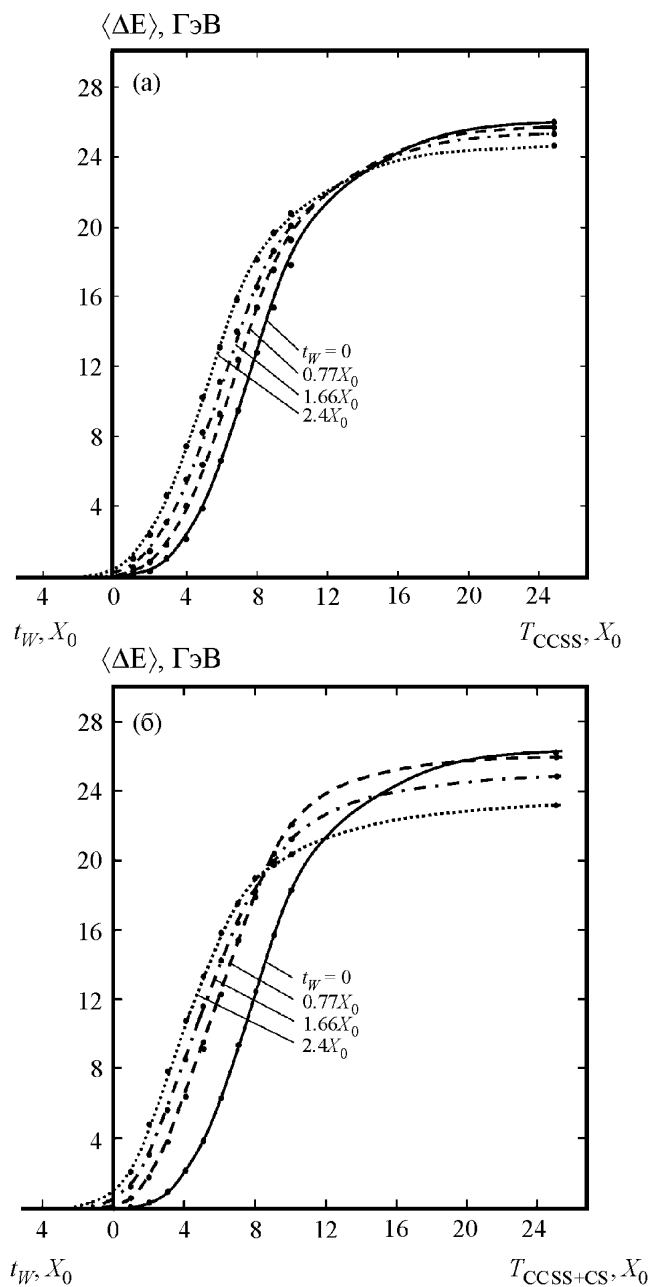 ⟨ΔE⟩, ГэВ
(а)
28
24
20
16
12
8
4
t_W = 0
0.77X_0
1.66X_0
2.4X_0
4 0 4 8 12 16 20 24
t_W, X_0 T_CCSS, X_0
⟨ΔE⟩, ГэВ
(б)
28
24
20
16
12
8
4
t_W = 0
0.77X_0
1.66X_0
2.4X_0
4 0 4 8 12 16 20 24
t_W, X_0 T_CCSS+CS, X_0